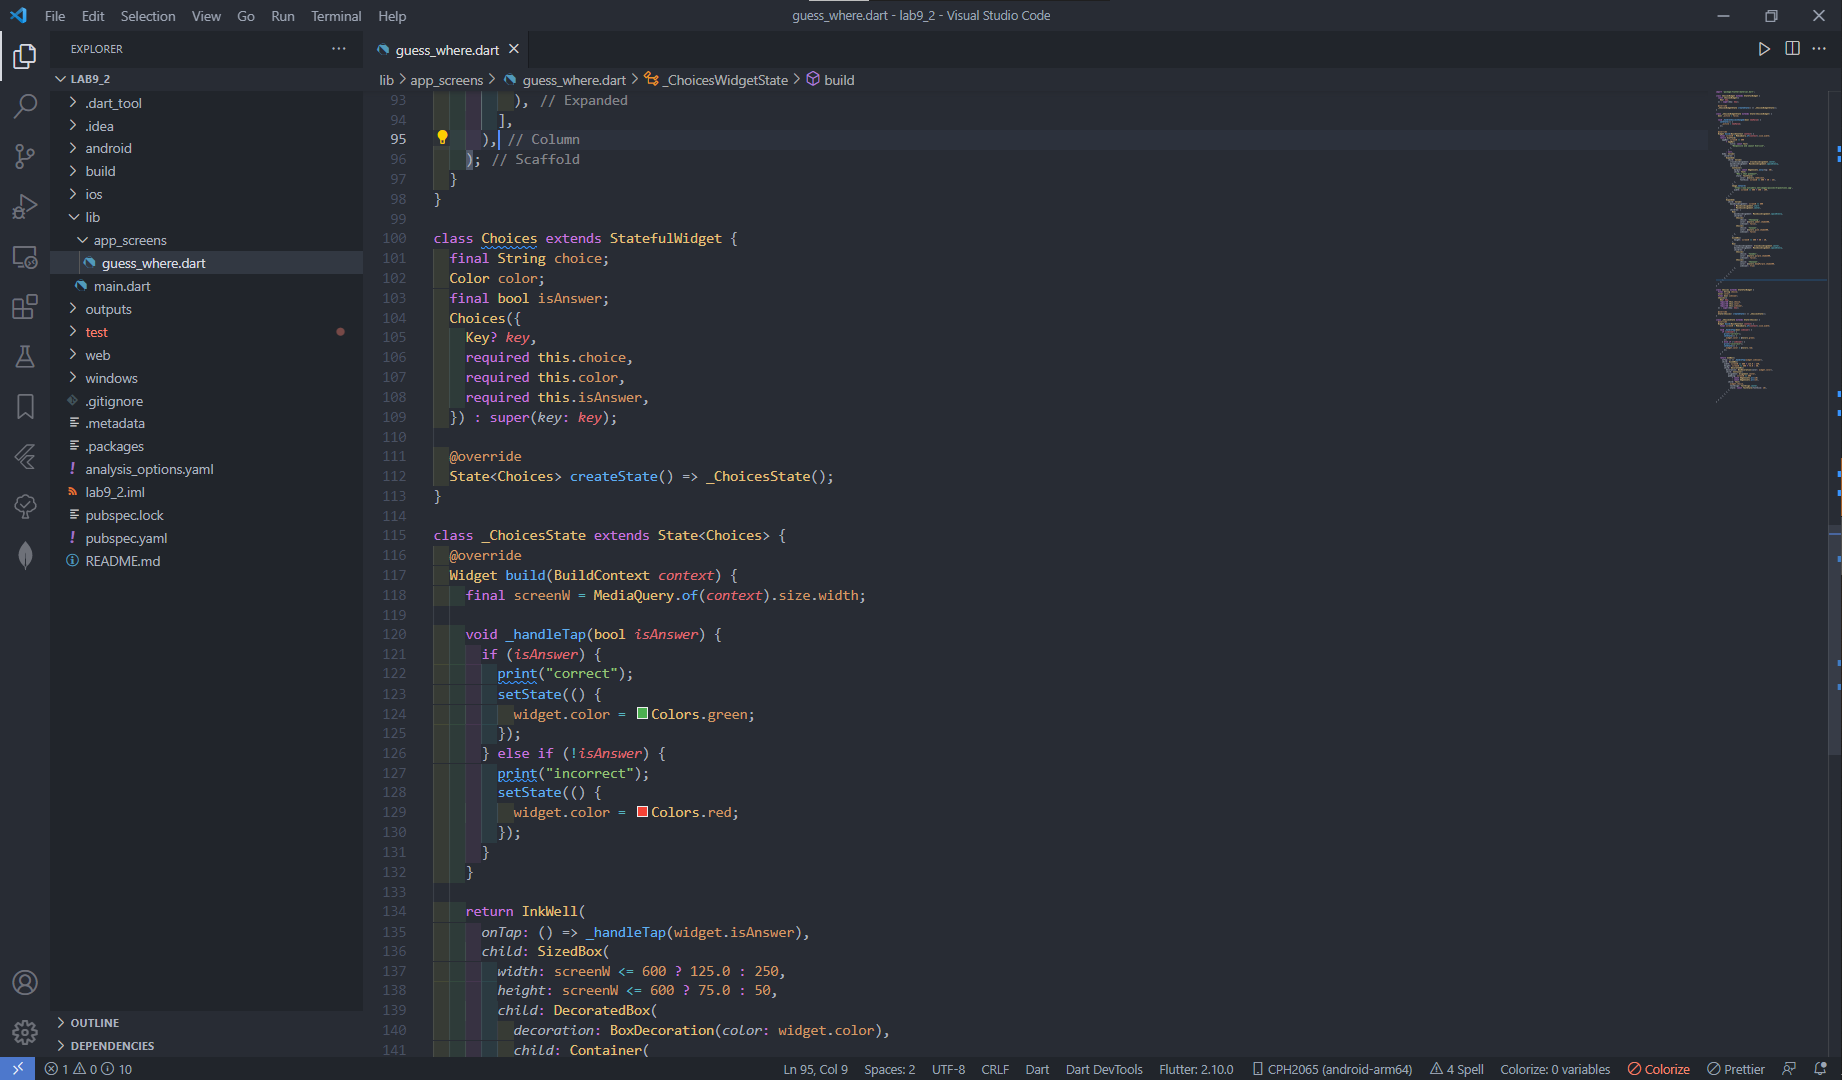 File Edit Selection View Go Run Terminal Help
guess_where.dart - lab9_2 - Visual Studio Code
EXPLORER
LAB9_2
.dart_tool
.idea
android
build
ios
lib
app_screens
guess_where.dart
main.dart
outputs
test
web
windows
.gitignore
.metadata
.packages
analysis_options.yaml
lab9_2.iml
pubspec.lock
pubspec.yaml
README.md
OUTLINE
DEPENDENCIES
guess_where.dart
lib > app_screens > guess_where.dart > _ChoicesWidgetState > build
93 ), // Expanded
94 ],
95 ), // Column
96 ); // Scaffold
97 }
98 }
99
100 class Choices extends StatefulWidget {
101 final String choice;
102 Color color;
103 final bool isAnswer;
104 Choices({
105 Key? key,
106 required this.choice,
107 required this.color,
108 required this.isAnswer,
109 }) : super(key: key);
110
111 @override
112 State<Choices> createState() => _ChoicesState();
113 }
114
115 class _ChoicesState extends State<Choices> {
116 @override
117 Widget build(BuildContext context) {
118 final screenW = MediaQuery.of(context).size.width;
119
120 void _handleTap(bool isAnswer) {
121 if (isAnswer) {
122 print("correct");
123 setState(() {
124 widget.color = Colors.green;
125 });
126 } else if (!isAnswer) {
127 print("incorrect");
128 setState(() {
129 widget.color = Colors.red;
130 });
131 }
132 }
133
134 return InkWell(
135 onTap: () => _handleTap(widget.isAnswer),
136 child: SizedBox(
137 width: screenW <= 600 ? 125.0 : 250,
138 height: screenW <= 600 ? 75.0 : 50,
139 child: DecoratedBox(
140 decoration: BoxDecoration(color: widget.color),
141 child: Container(
1 0 10
Ln 95, Col 9 Spaces: 2 UTF-8 CRLF Dart Dart DevTools Flutter: 2.10.0 CPH2065 (android-arm64) 4 Spell Colorize: 0 variables Colorize Prettier